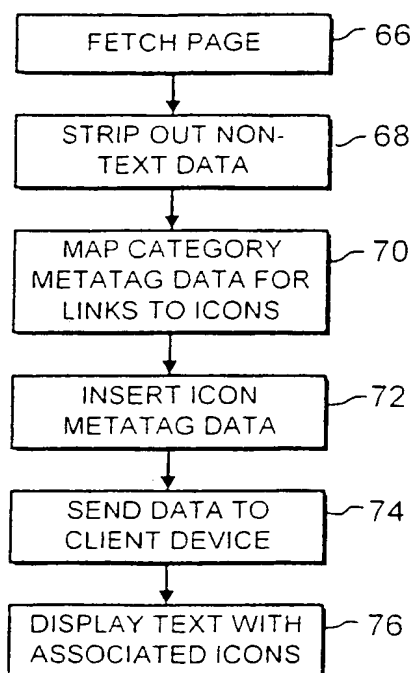 FETCH PAGE
66
STRIP OUT NON-
TEXT DATA
68
MAP CATEGORY
METATAG DATA FOR
LINKS TO ICONS
70
INSERT ICON
METATAG DATA
72
SEND DATA TO
CLIENT DEVICE
74
DISPLAY TEXT WITH
ASSOCIATED ICONS
76